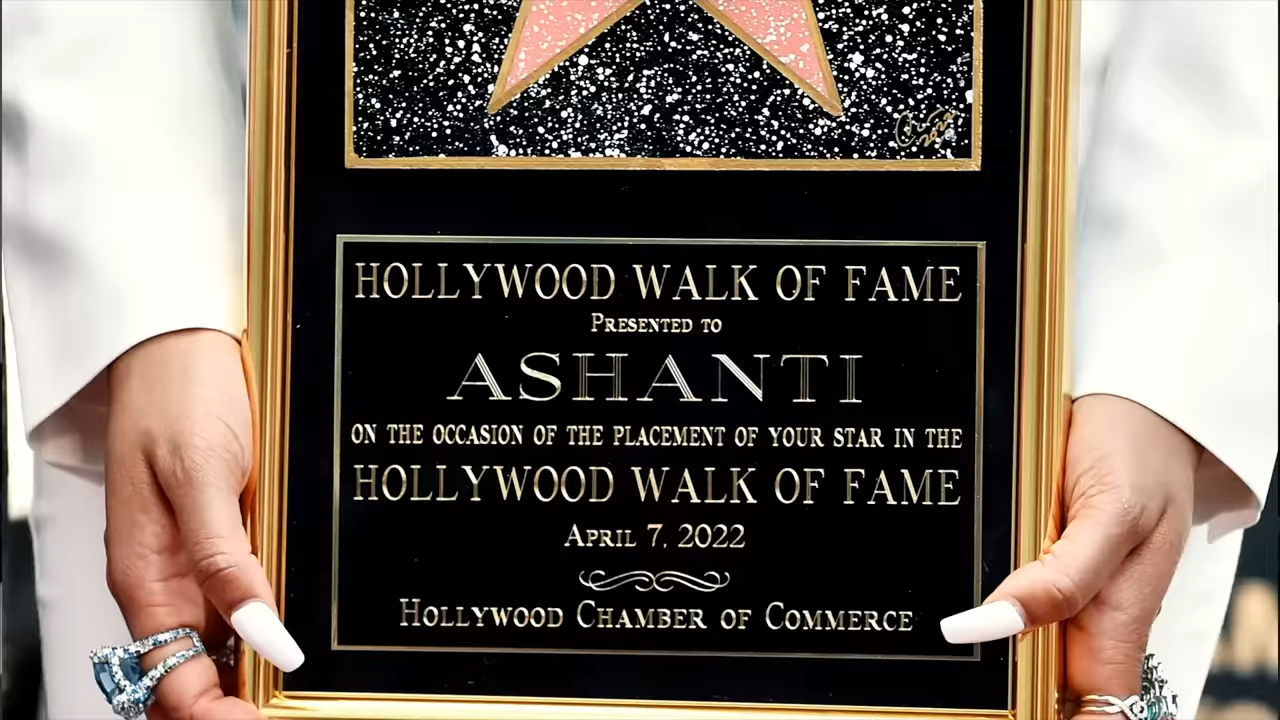 2022
HOLLYWOOD WALK OF FAME
PRESENTED TO
ASHANTI
ON THE OCCASION OF THE PLACEMENT OF YOUR STAR IN THE
HOLLYWOOD WALK OF FAME
APRIL 7, 2022
HOLLYWOOD CHAMBER OF COMMERCE